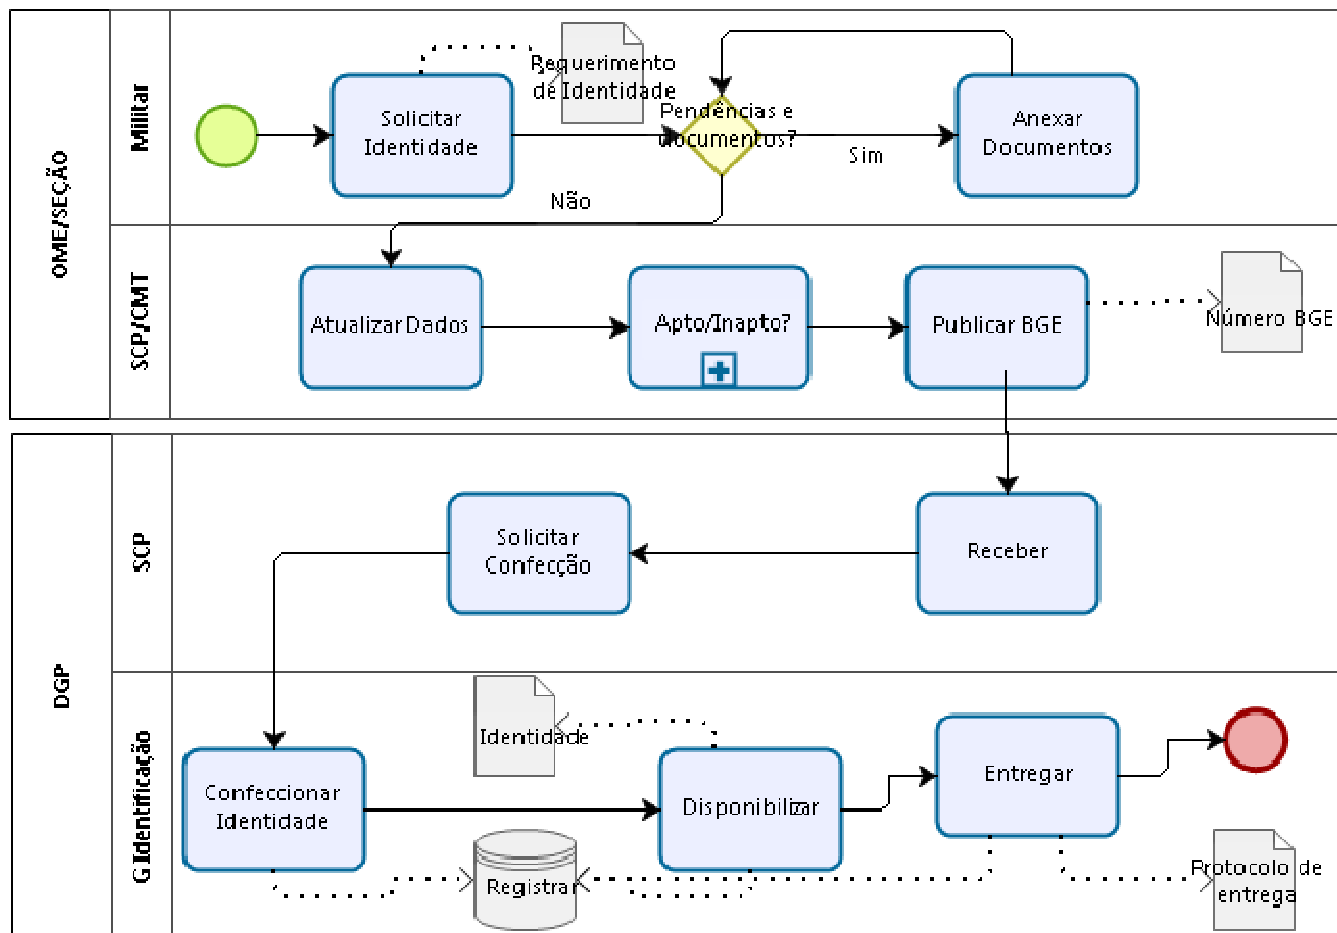 OME/SEÇÃO
Militar
Solicitar
Identidade
Requerimento
de Identidade
Pendências e
documentos?
Sim
Não
Anexar
Documentos
SCP/CMT
Atualizar Dados
Apto/Inapto?
Publicar BGE
Número BGE
DGP
SCP
Solicitar
Confecção
Receber
G Identificação
Confeccionar
Identidade
Identidade
Registrar
Disponibilizar
Entregar
Protocolo de
entrega